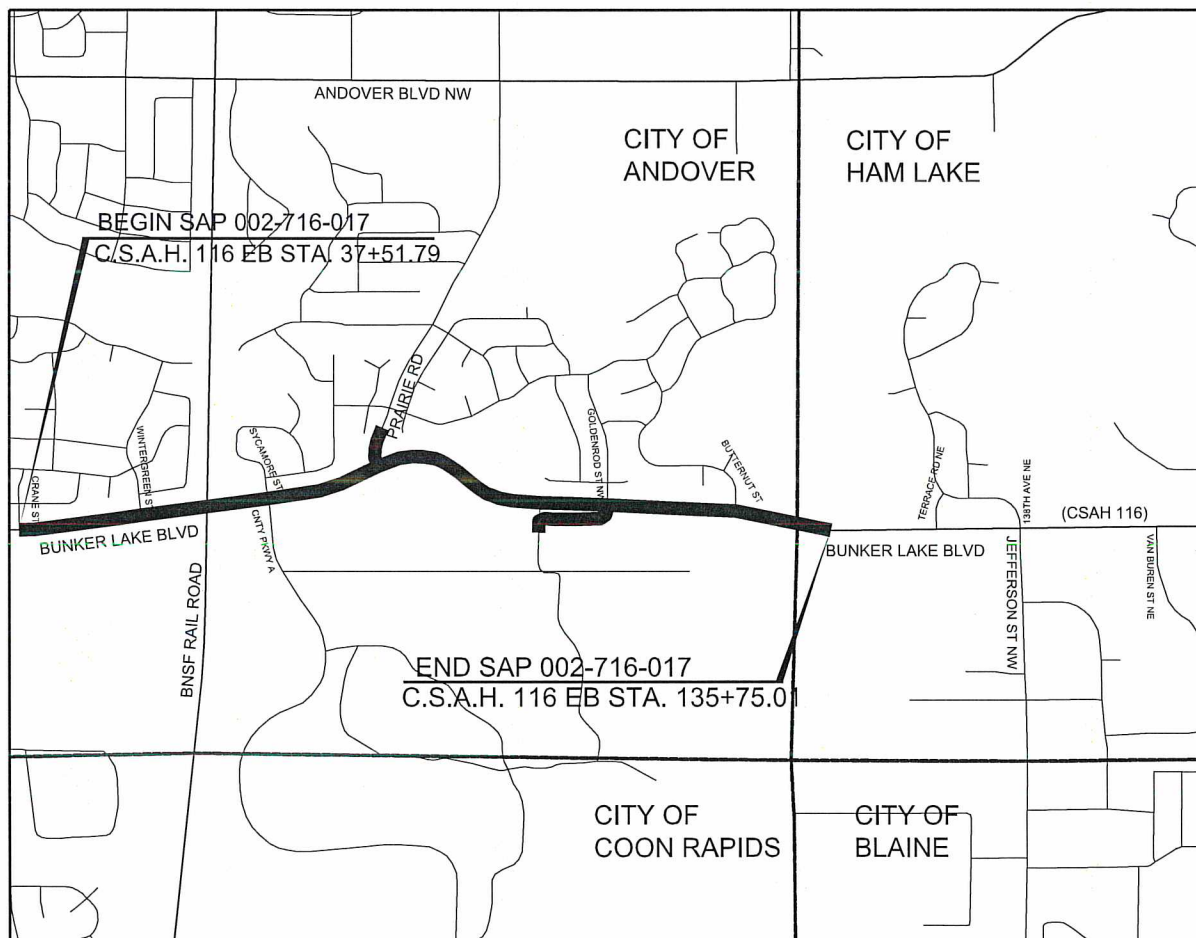 ANDOVER BLVD NW
CITY OF
ANDOVER
CITY OF
HAM LAKE
BEGIN SAP 002-716-017
C.S.A.H. 116 EB STA. 37+51.79
PRAIRIE RD
GOLDENROD ST NW
WINTERGREEN ST
SYCAMORE ST
BUTTERNUT ST
TERRACE RD NE
CRANE ST
138TH AVE NE
(CSAH 116)
CNTY PKWY A
BUNKER LAKE BLVD
BUNKER LAKE BLVD
JEFFERSON ST NW
VAN BUREN ST NE
BNSF RAIL ROAD
END SAP 002-716-017
C.S.A.H. 116 EB STA. 135+75.01
CITY OF
COON RAPIDS
CITY OF
BLAINE